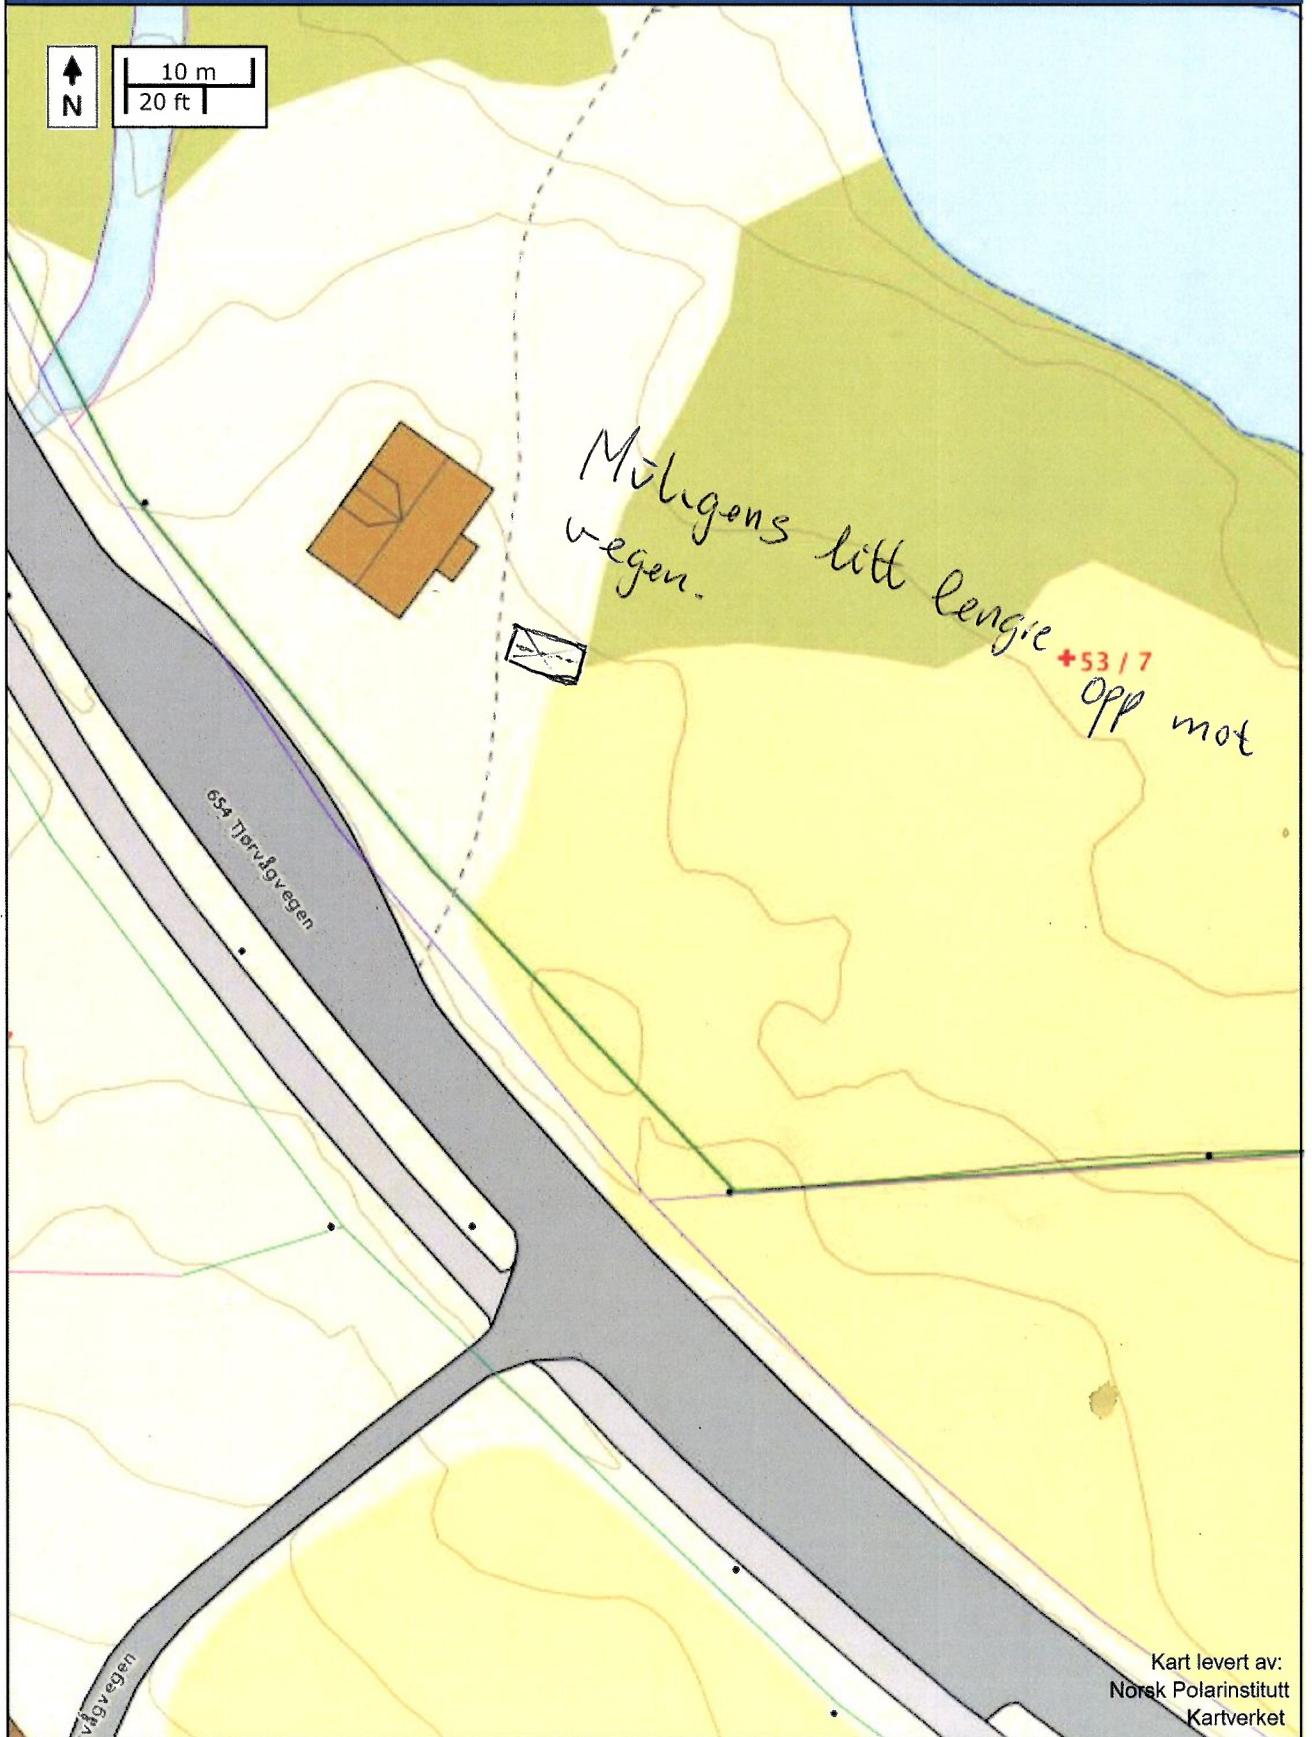 10 m
20 ft
N
Muligens litt lengre
opp mot
vegen.
53 / 7
654 Tjørvågvegen
vågvegen
Kart levert av:
Norsk Polarinstitutt
Kartverket